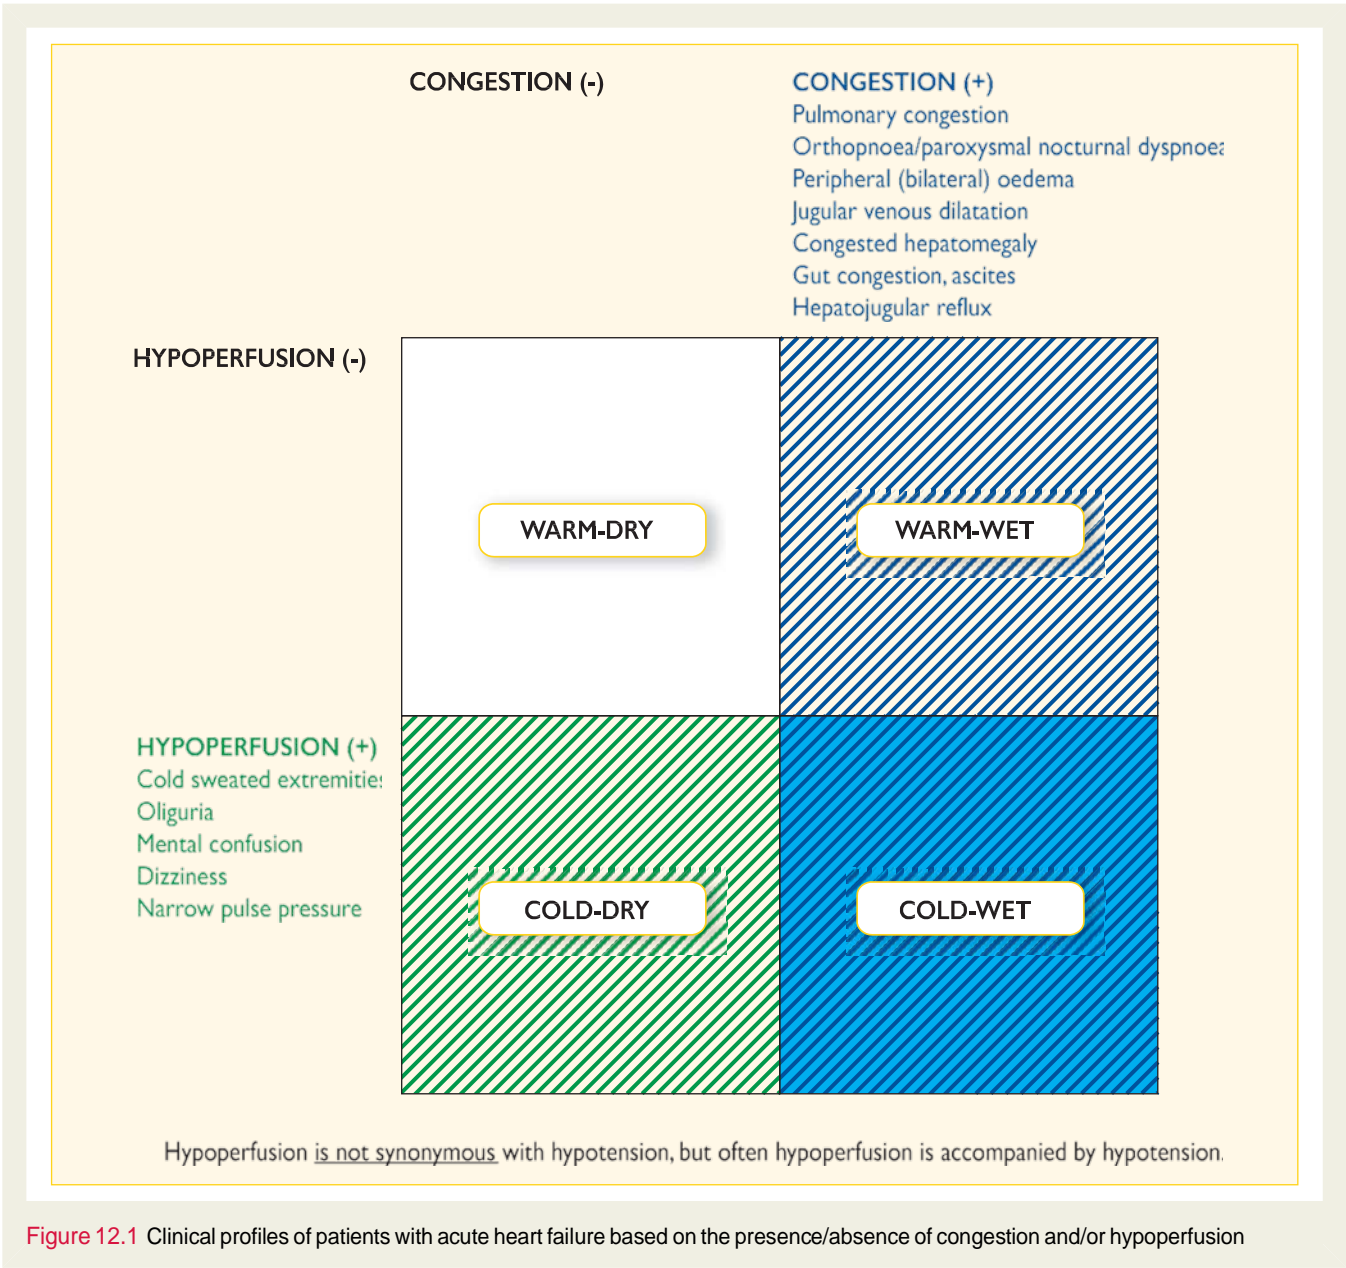 CONGESTION (-)
CONGESTION (+)
Pulmonary congestion
Orthopnoea/paroxysmal nocturnal dyspnoea
Peripheral (bilateral) oedema
Jugular venous dilatation
Congested hepatomegaly
Gut congestion, ascites
Hepatojugular reflux
HYPOPERFUSION (-)
WARM-DRY
WARM-WET
HYPOPERFUSION (+)
Cold sweated extremities
Oliguria
Mental confusion
Dizziness
Narrow pulse pressure
COLD-DRY
COLD-WET
Hypoperfusion is not synonymous with hypotension, but often hypoperfusion is accompanied by hypotension.
Figure 12.1 Clinical profiles of patients with acute heart failure based on the presence/absence of congestion and/or hypoperfusion